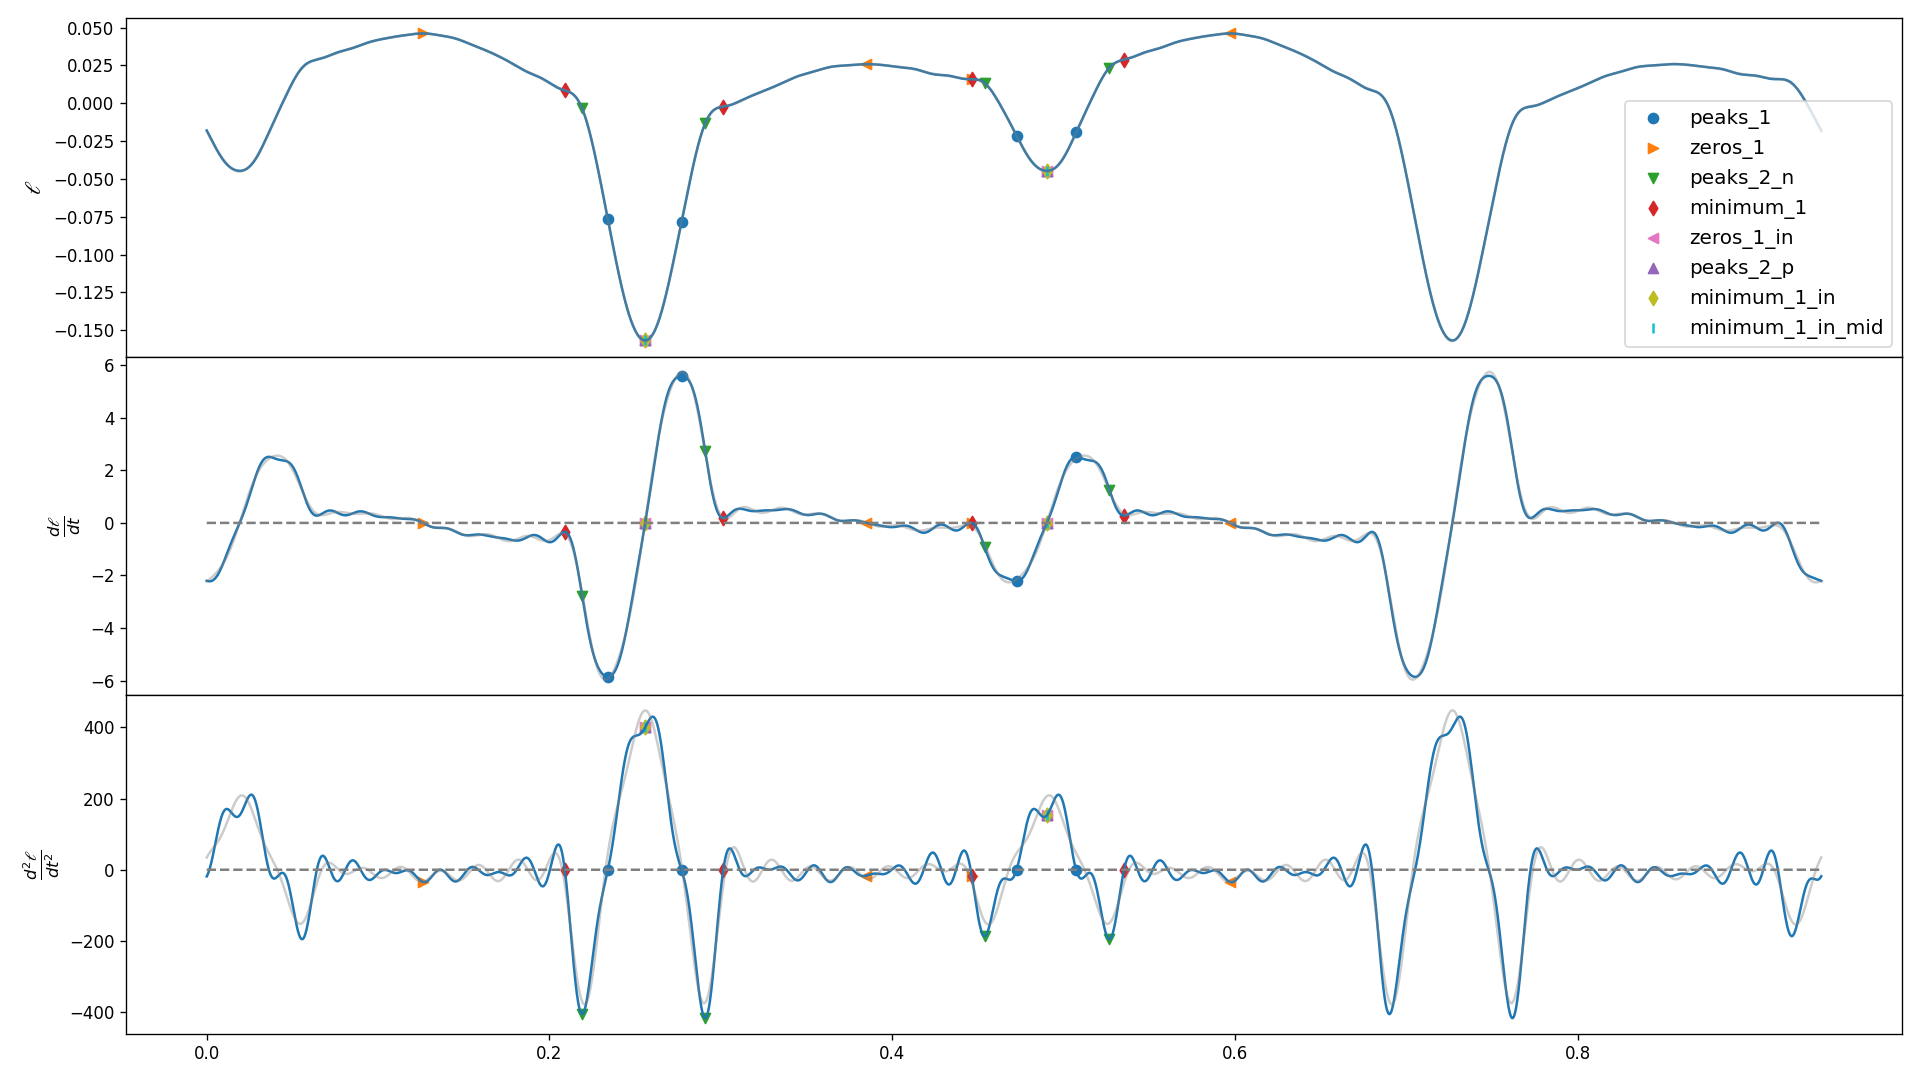 0.050
0.025
0.000
−0.025
−0.050
−0.075
−0.100
−0.125
−0.150
ℓ
peaks_1
zeros_1
peaks_2_n
minimum_1
zeros_1_in
peaks_2_p
minimum_1_in
minimum_1_in_mid
6
4
2
0
−2
−4
−6
dℓ/dt
400
200
0
−200
−400
d²ℓ/dt²
0.0 0.2 0.4 0.6 0.8